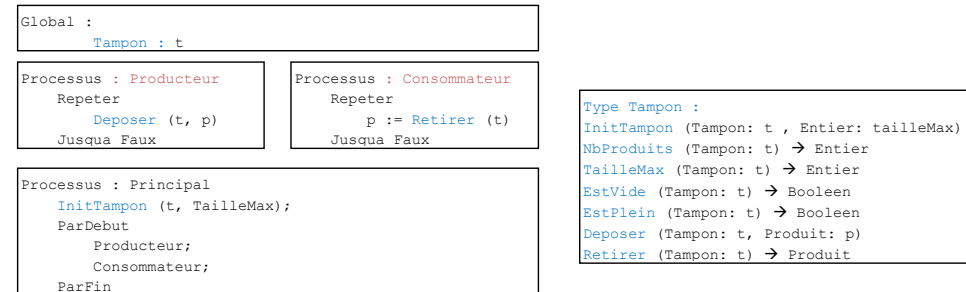 Global :
Tampon : t
Processus : Producteur
Repeter
Deposer (t, p)
Jusqua Faux
Processus : Consommateur
Repeter
p := Retirer (t)
Jusqua Faux
Processus : Principal
InitTampon (t, TailleMax);
ParDebut
Producteur;
Consommateur;
ParFin
Type Tampon :
InitTampon (Tampon: t , Entier: tailleMax)
NbProduits (Tampon: t) → Entier
TailleMax (Tampon: t) → Entier
EstVide (Tampon: t) → Booleen
EstPlein (Tampon: t) → Booleen
Deposer (Tampon: t, Produit: p)
Retirer (Tampon: t) → Produit